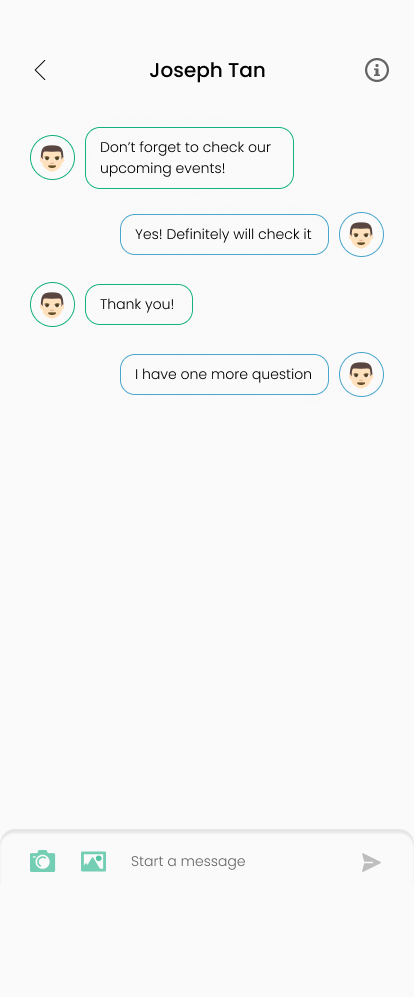 Joseph Tan
Don’t forget to check our
upcoming events!
Yes! Definitely will check it
Thank you!
I have one more question
Start a message